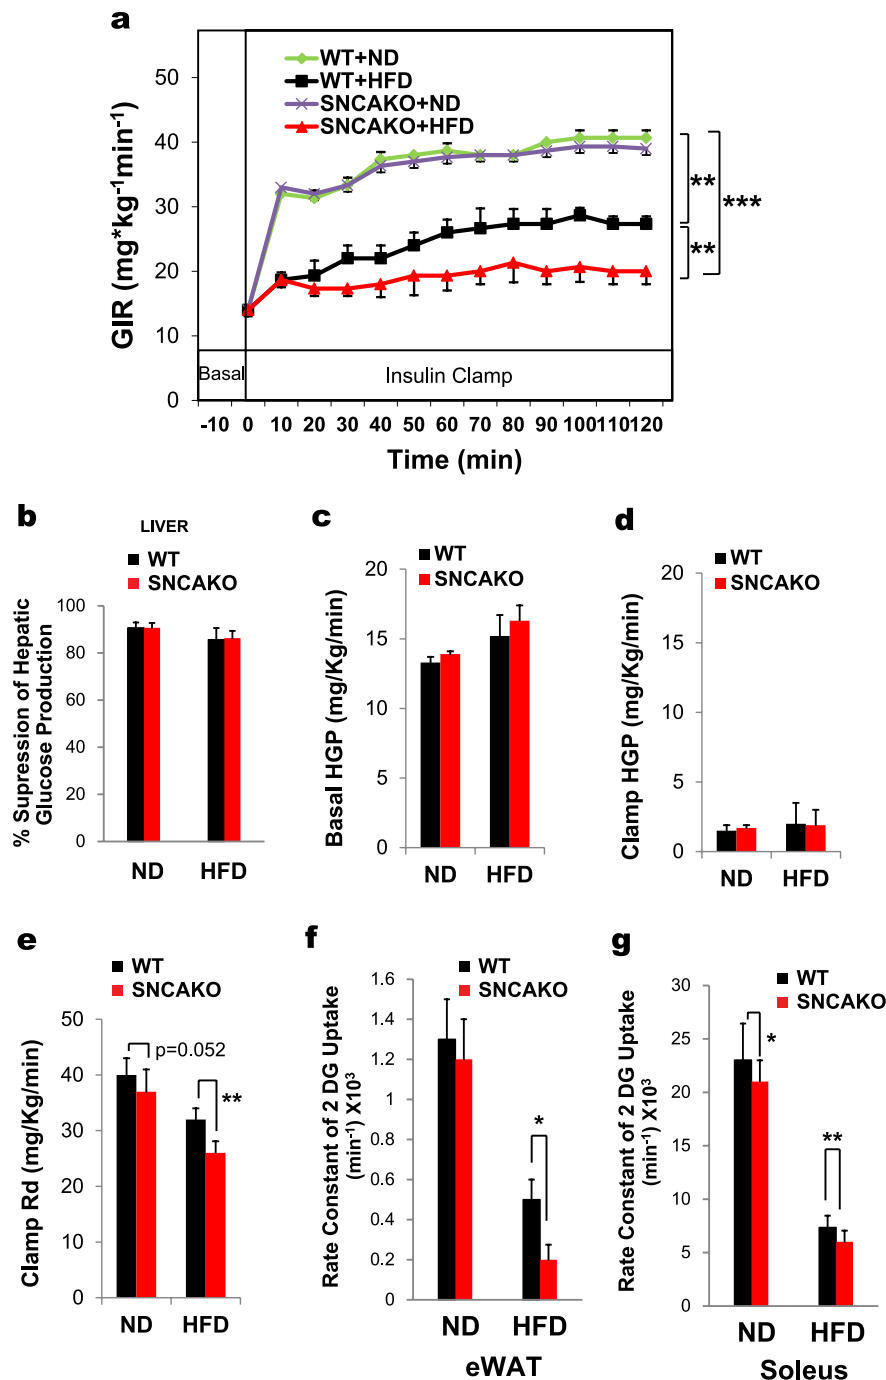 a
WT+ND
WT+HFD
SNCAKO+ND
SNCAKO+HFD
GIR (mg*kg-1min-1)
50
40
30
20
10
0
**
***
**
Basal
Insulin Clamp
-10 0 10 20 30 40 50 60 70 80 90 100 110 120
Time (min)
b
LIVER
WT
SNCAKO
% Supression of Hepatic
Glucose Production
100
80
60
40
20
0
ND HFD
c
WT
SNCAKO
Basal HGP (mg/Kg/min)
20
15
10
5
0
ND HFD
d
WT
SNCAKO
Clamp HGP (mg/Kg/min)
20
15
10
5
0
ND HFD
e
WT
SNCAKO
Clamp Rd (mg/Kg/min)
50
40
30
20
10
0
p=0.052
**
ND HFD
f
WT
SNCAKO
Rate Constant of 2 DG Uptake
(min-1) X10³
1.6
1.4
1.2
1
0.8
0.6
0.4
0.2
0
*
ND HFD
eWAT
g
WT
SNCAKO
Rate Constant of 2 DG Uptake
(min-1) X10³
30
25
20
15
10
5
0
*
**
ND HFD
Soleus